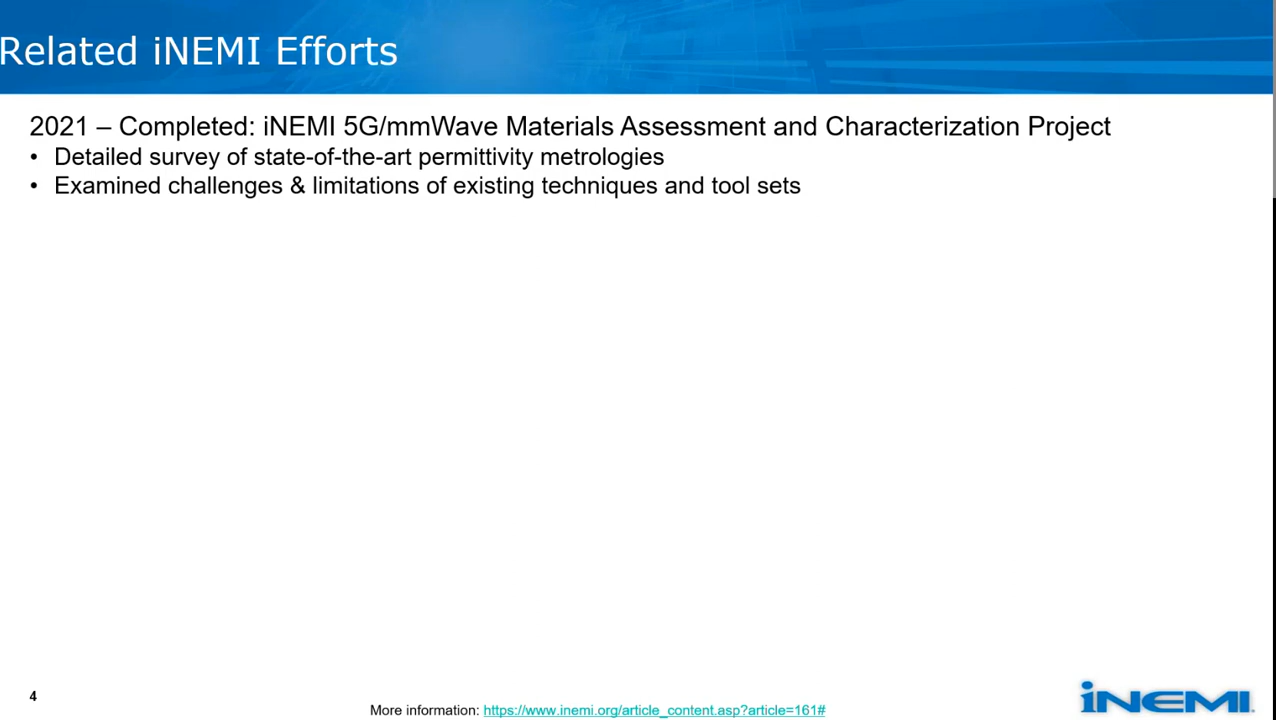 Related iNEMI Efforts
2021 – Completed: iNEMI 5G/mmWave Materials Assessment and Characterization Project
• Detailed survey of state-of-the-art permittivity metrologies
• Examined challenges & limitations of existing techniques and tool sets
4
More information: https://www.inemi.org/article_content.asp?article=161#
iNEMI.